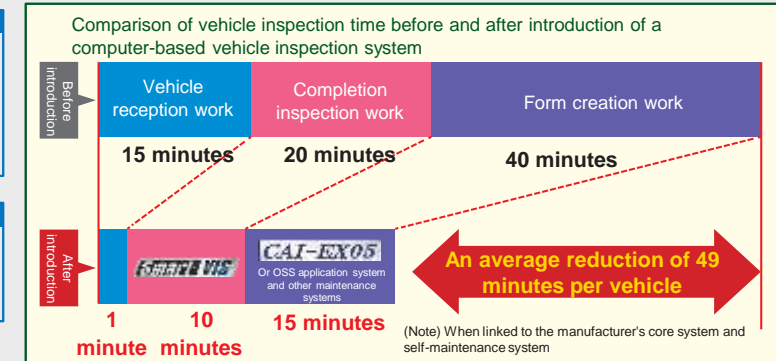 Comparison of vehicle inspection time before and after introduction of a
computer-based vehicle inspection system
Before
introduction
Vehicle
reception work
Completion
inspection work
Form creation work
15 minutes
20 minutes
40 minutes
After
introduction
CAI-EX05
Or OSS application system
and other maintenance
systems
An average reduction of 49
minutes per vehicle
1
minute
10
minutes
15 minutes
(Note) When linked to the manufacturer's core system and
self-maintenance system